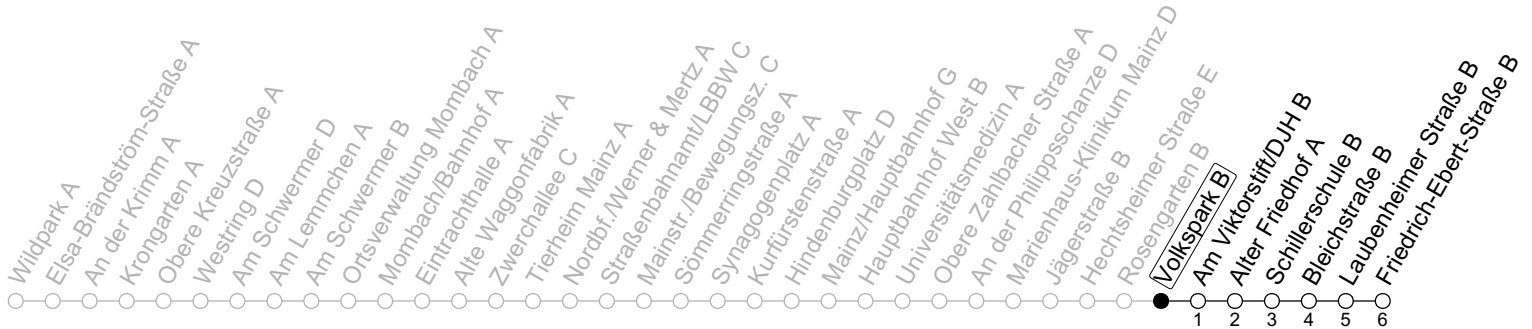 Wildpark A
Elsa-Brändström-Straße A
An der Krimm A
Krongarten A
Obere Kreuzstraße A
Westring D
Am Schwermer D
Am Lemmchen A
Am Schwermer B
Ortsverwaltung Mombach A
Mombach/Bahnhof A
Eintrachthalle A
Alte Waggonfabrik A
Zwerchallee C
Tierheim Mainz A
Nordbf./Werner & Mertz A
Straßenbahnamt/LBBW C
Mainstr./Bewegungsz. C
Sömmerringstraße A
Synagogenplatz A
Kurfürstenstraße A
Hindenburgplatz D
Mainz/Hauptbahnhof G
Hauptbahnhof West B
Universitätsmedizin A
Obere Zahlbacher Straße A
An der Philippsschanze D
Marienhaus-Klinikum Mainz D
Jägerstraße B
Hechtsheimer Straße E
Rosengarten B
Volkspark B
Am Viktorstift/DJH B
Alter Friedhof A
Schillerschule B
Bleichstraße B
Laubenheimer Straße B
Friedrich-Ebert-Straße B
1 2 3 4 5 6